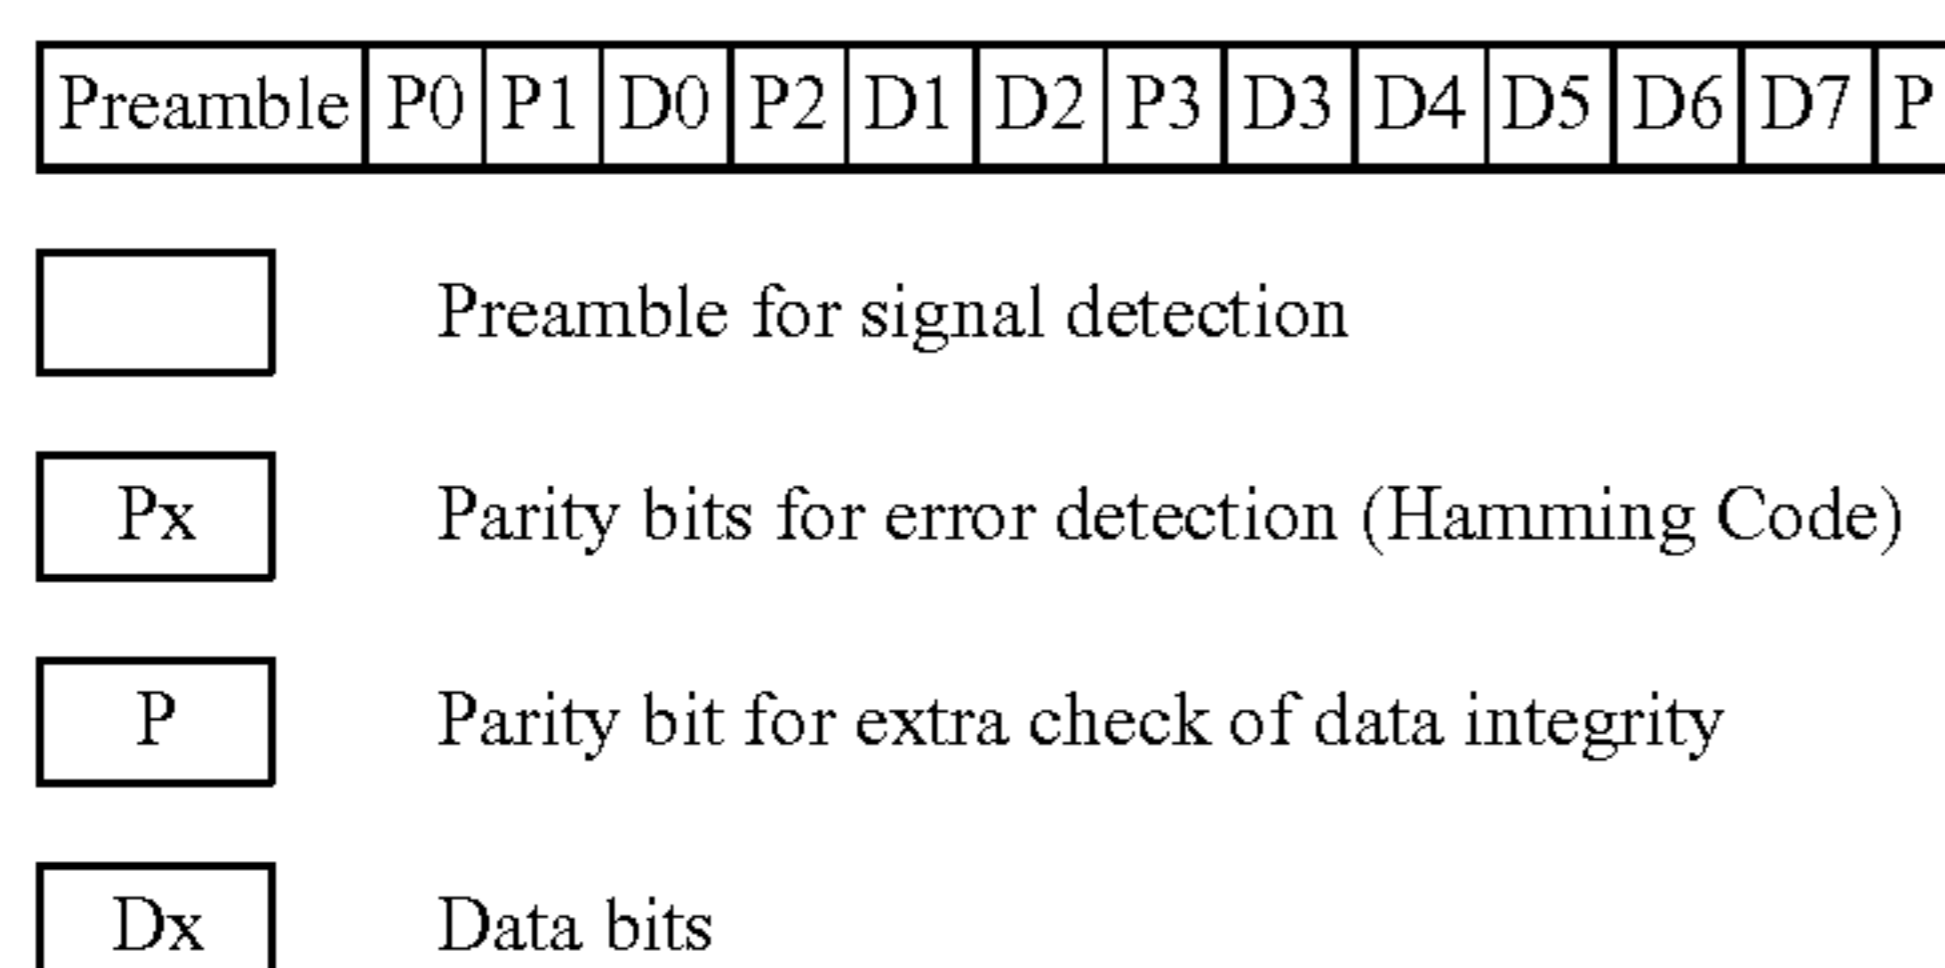 Preamble P0 P1 D0 P2 D1 D2 P3 D3 D4 D5 D6 D7 P
Preamble for signal detection
Px Parity bits for error detection (Hamming Code)
P Parity bit for extra check of data integrity
Dx Data bits